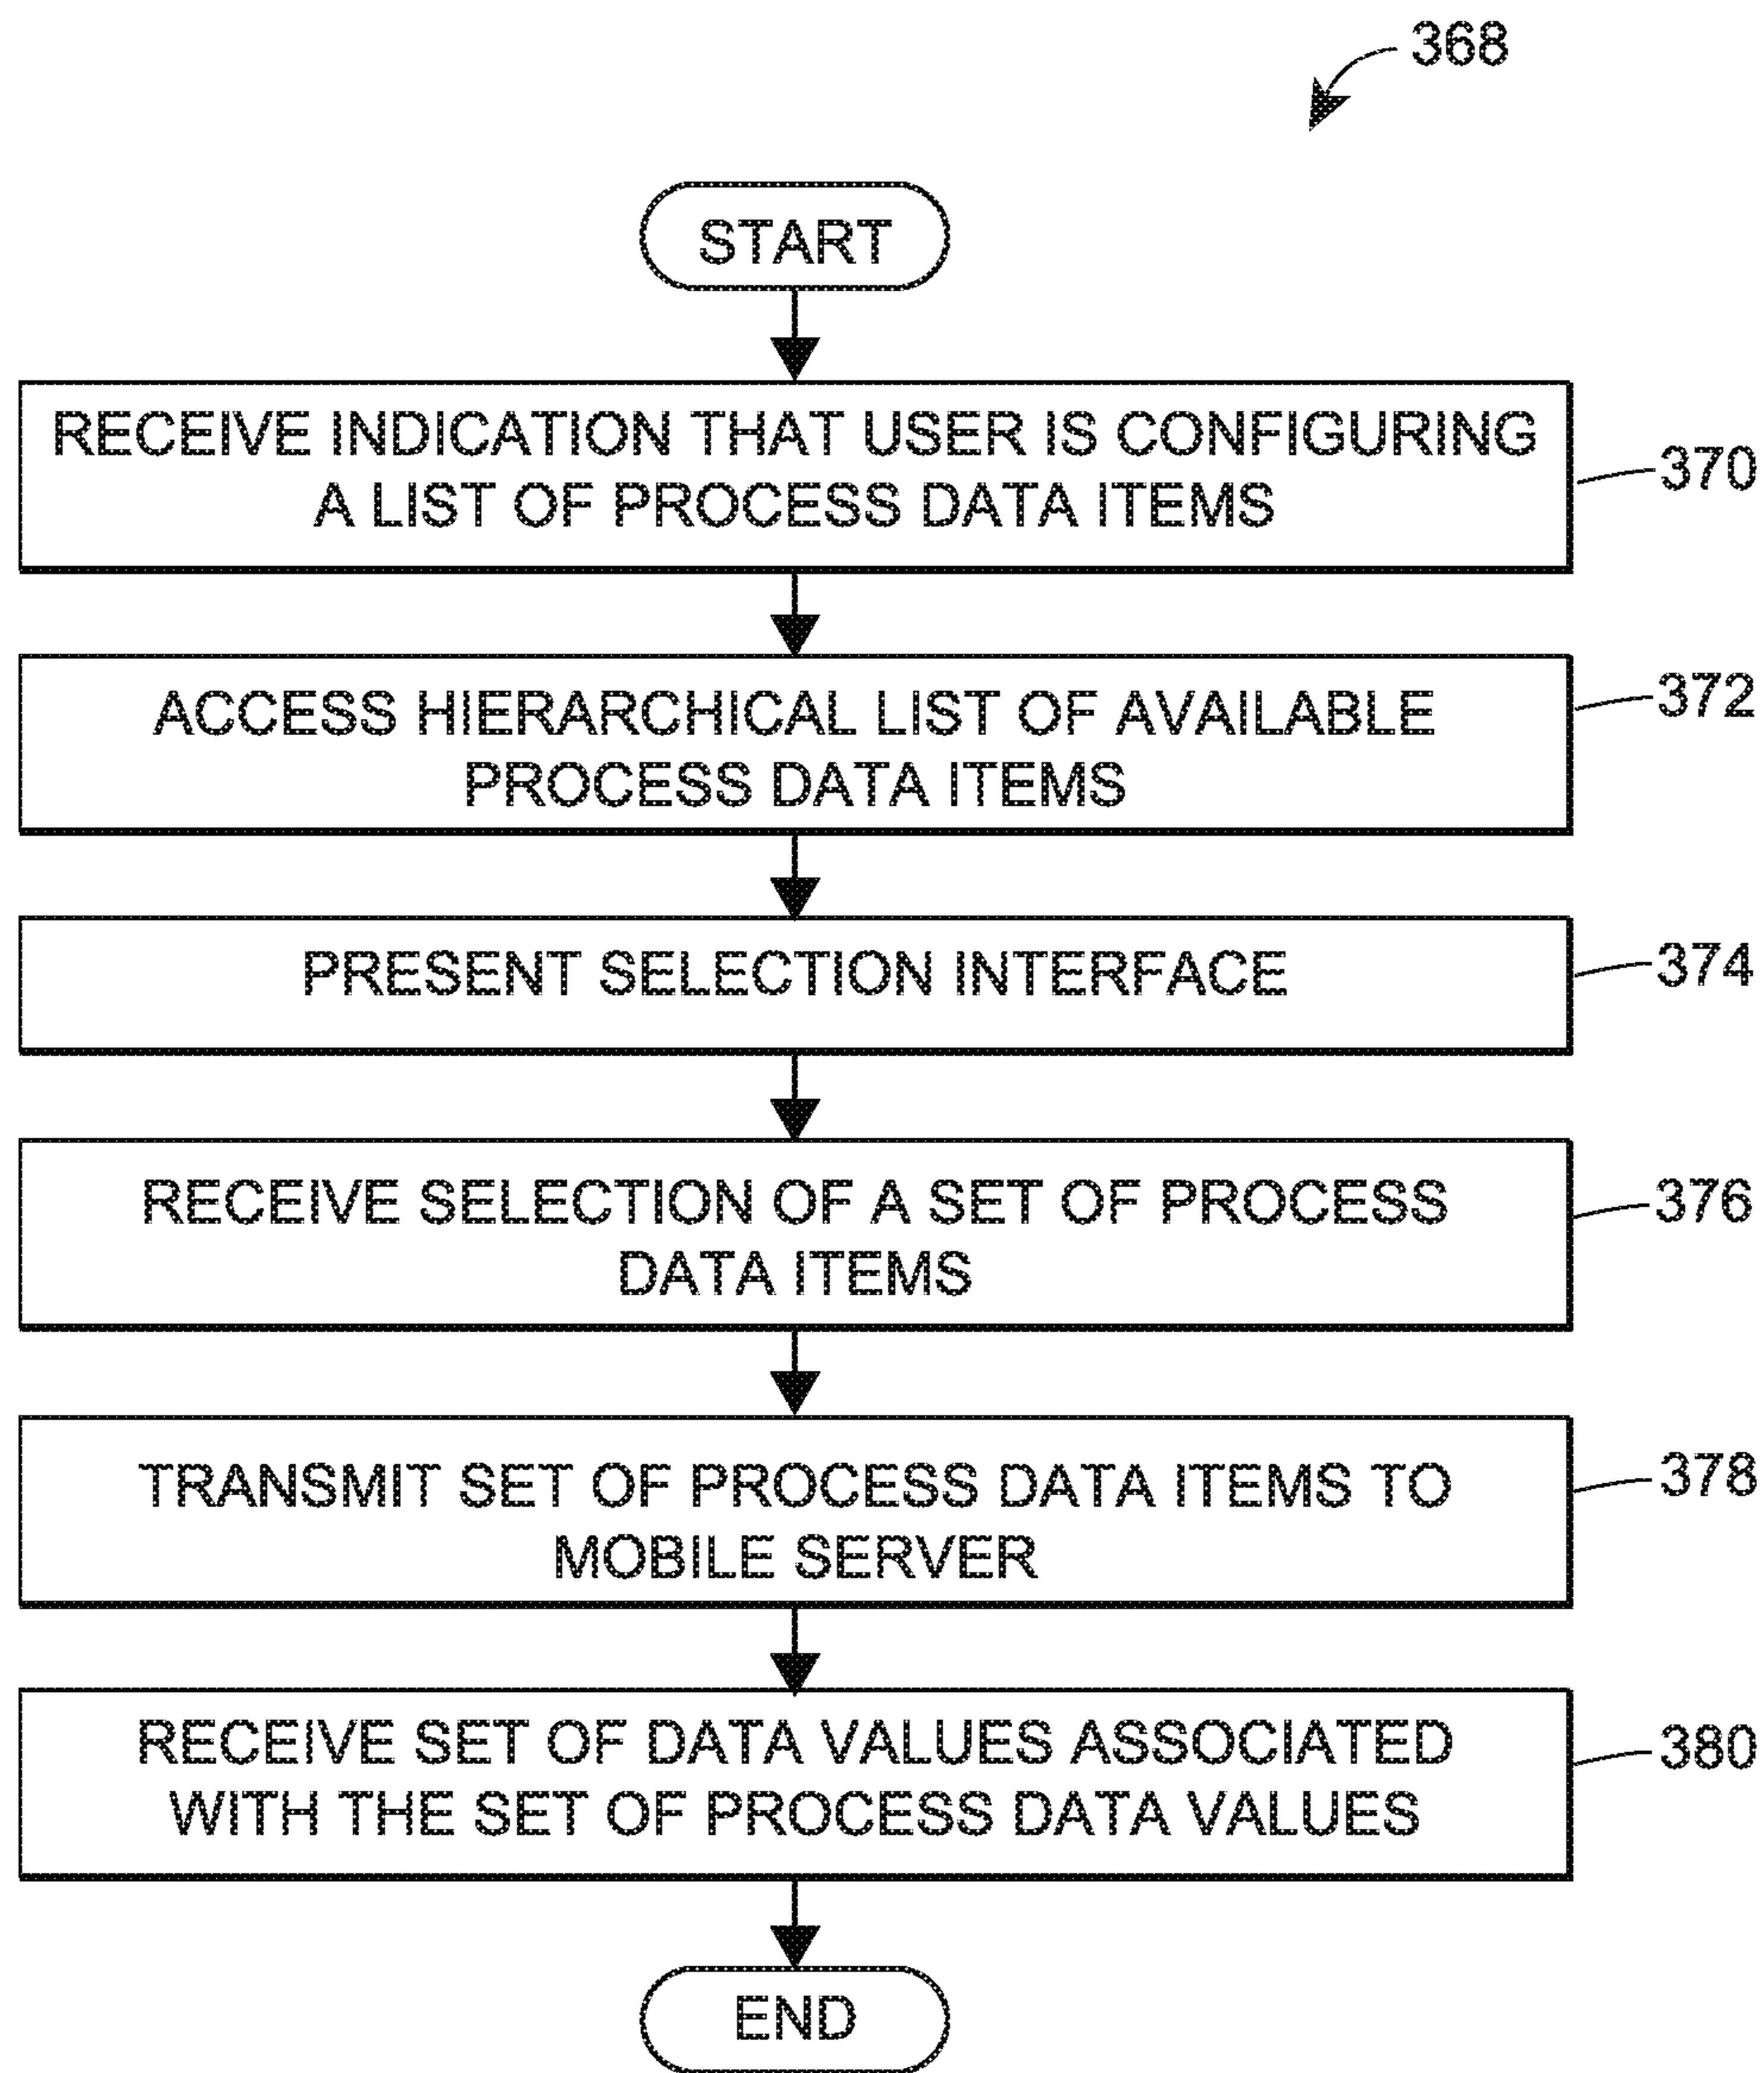 368
START
RECEIVE INDICATION THAT USER IS CONFIGURING
A LIST OF PROCESS DATA ITEMS
370
ACCESS HIERARCHICAL LIST OF AVAILABLE
PROCESS DATA ITEMS
372
PRESENT SELECTION INTERFACE
374
RECEIVE SELECTION OF A SET OF PROCESS
DATA ITEMS
376
TRANSMIT SET OF PROCESS DATA ITEMS TO
MOBILE SERVER
378
RECEIVE SET OF DATA VALUES ASSOCIATED
WITH THE SET OF PROCESS DATA VALUES
380
END